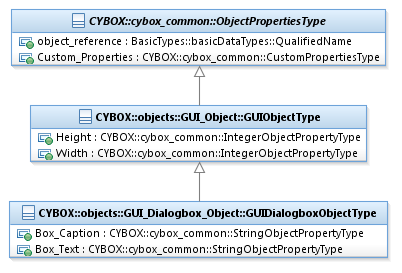 CYBOX::cybox_common::ObjectPropertiesType
object_reference : BasicTypes::basicDataTypes::QualifiedName
Custom_Properties : CYBOX::cybox_common::CustomPropertiesType
CYBOX::objects::GUI_Object::GUIObjectType
Height : CYBOX::cybox_common::IntegerObjectPropertyType
Width : CYBOX::cybox_common::IntegerObjectPropertyType
CYBOX::objects::GUI_Dialogbox_Object::GUIDialogboxObjectType
Box_Caption : CYBOX::cybox_common::StringObjectPropertyType
Box_Text : CYBOX::cybox_common::StringObjectPropertyType